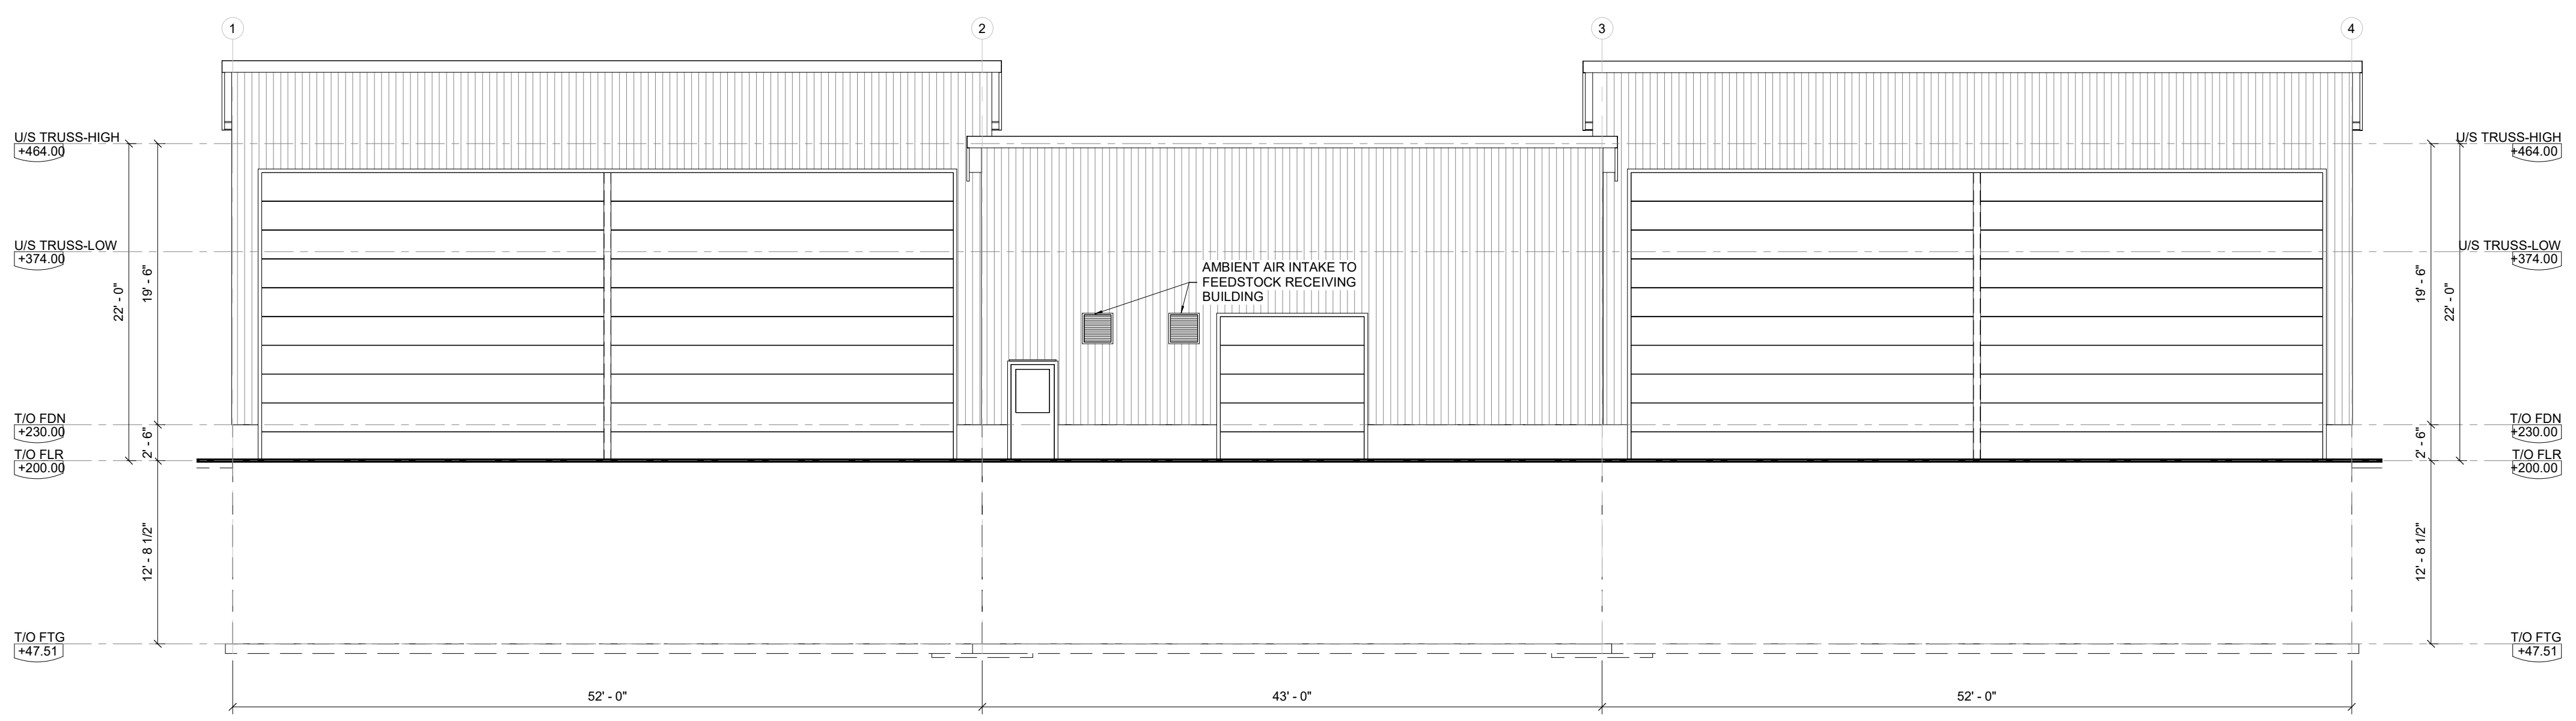 1
2
3
4
U/S TRUSS-HIGH
+464.00
U/S TRUSS-HIGH
+464.00
U/S TRUSS-LOW
+374.00
U/S TRUSS-LOW
+374.00
22' - 0"
19' - 6"
AMBIENT AIR INTAKE TO
FEEDSTOCK RECEIVING
BUILDING
19' - 6"
22' - 0"
T/O FDN
+230.00
T/O FDN
+230.00
2' - 6"
2' - 6"
T/O FLR
+200.00
T/O FLR
+200.00
12' - 8 1/2"
12' - 8 1/2"
T/O FTG
+47.51
T/O FTG
+47.51
52' - 0"
43' - 0"
52' - 0"